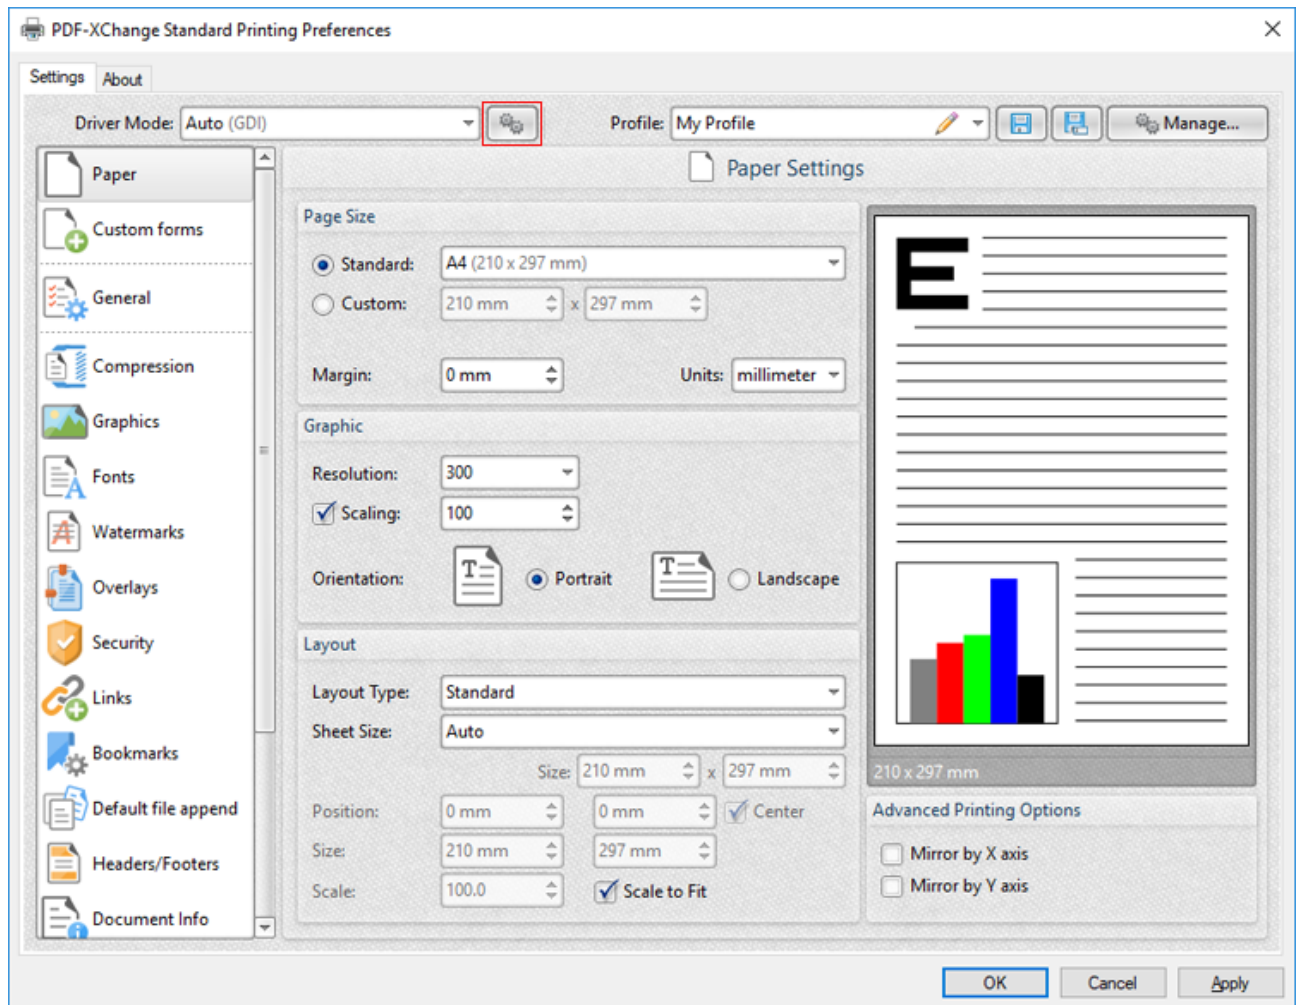 PDF-XChange Standard Printing Preferences
Settings About
Driver Mode: Auto (GDI) Profile: My Profile Manage...
Paper
Custom forms
General
Compression
Graphics
Fonts
Watermarks
Overlays
Security
Links
Bookmarks
Default file append
Headers/Footers
Document Info
Paper Settings
Page Size
Standard: A4 (210 x 297 mm)
Custom: 210 mm x 297 mm
Margin: 0 mm Units: millimeter
Graphic
Resolution: 300
Scaling: 100
Orientation: T Portrait T Landscape
Layout
Layout Type: Standard
Sheet Size: Auto
Size: 210 mm x 297 mm
Position: 0 mm 0 mm Center
Size: 210 mm 297 mm
Scale: 100.0 Scale to Fit
E
210 x 297 mm
Advanced Printing Options
Mirror by X axis
Mirror by Y axis
OK Cancel Apply